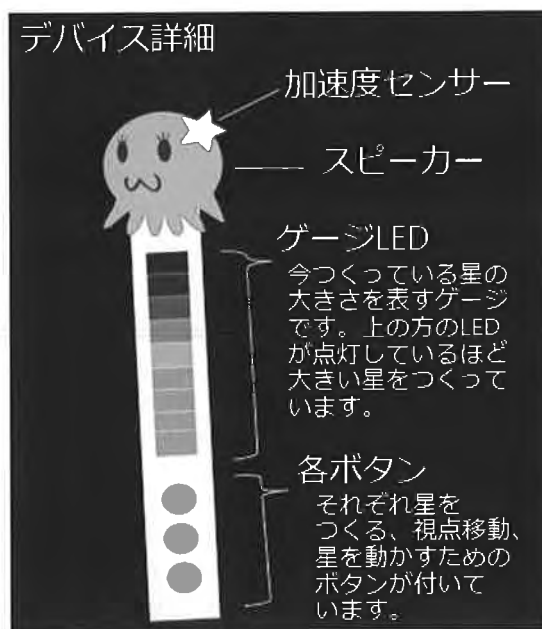 デバイス詳細
加速度センサー
スピーカー
ゲージLED
今つくっている星の
大きさを表すゲージ
です。上の方のLED
が点灯しているほど
大きい星をつくって
います。
各ボタン
それぞれ星を
つくる、視点移動、
星を動かすための
ボタンが付いて
います。